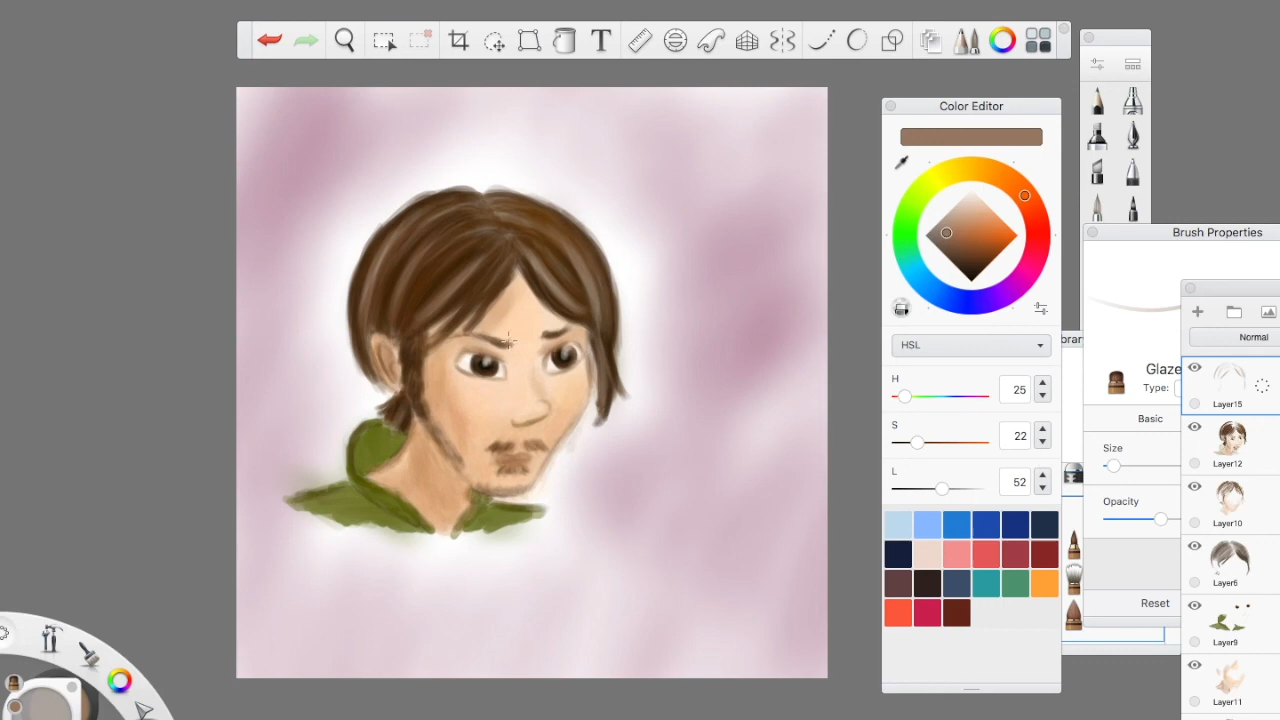 T
Color Editor
HSL
H
25
S
22
L
52
Brush Properties
Normal
Glaze
Type:
Basic
Size
Opacity
Reset
Layer15
Layer12
Layer10
Layer6
Layer9
Layer11